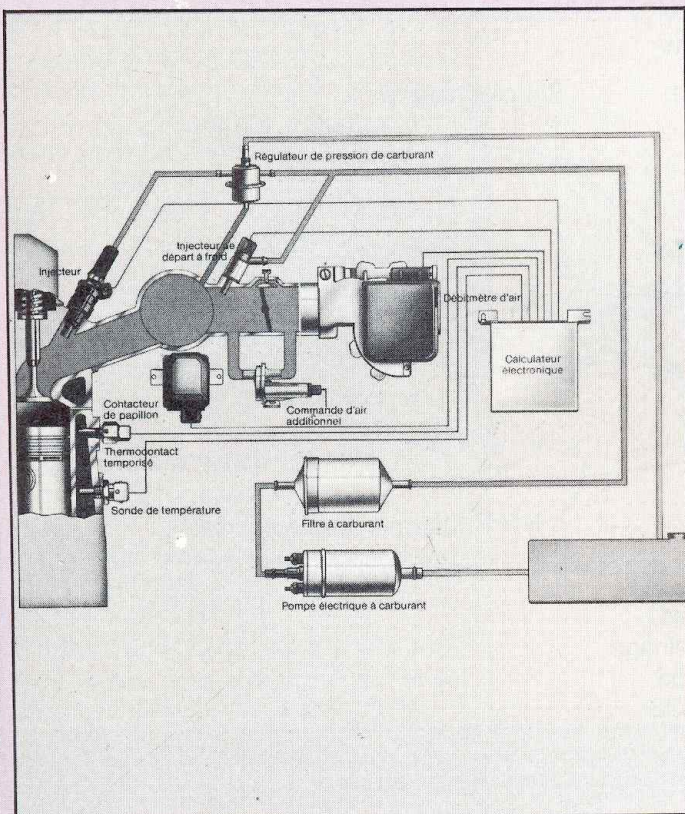 Régulateur de pression de carburant
Injecteur de
départ à froid
Injecteur
Débitmètre d'air
Calculateur
électronique
Contacteur
de papillon
Commande d'air
additionnel
Thermocontact
temporisé
Sonde de température
Filtre à carburant
Pompe électrique à carburant